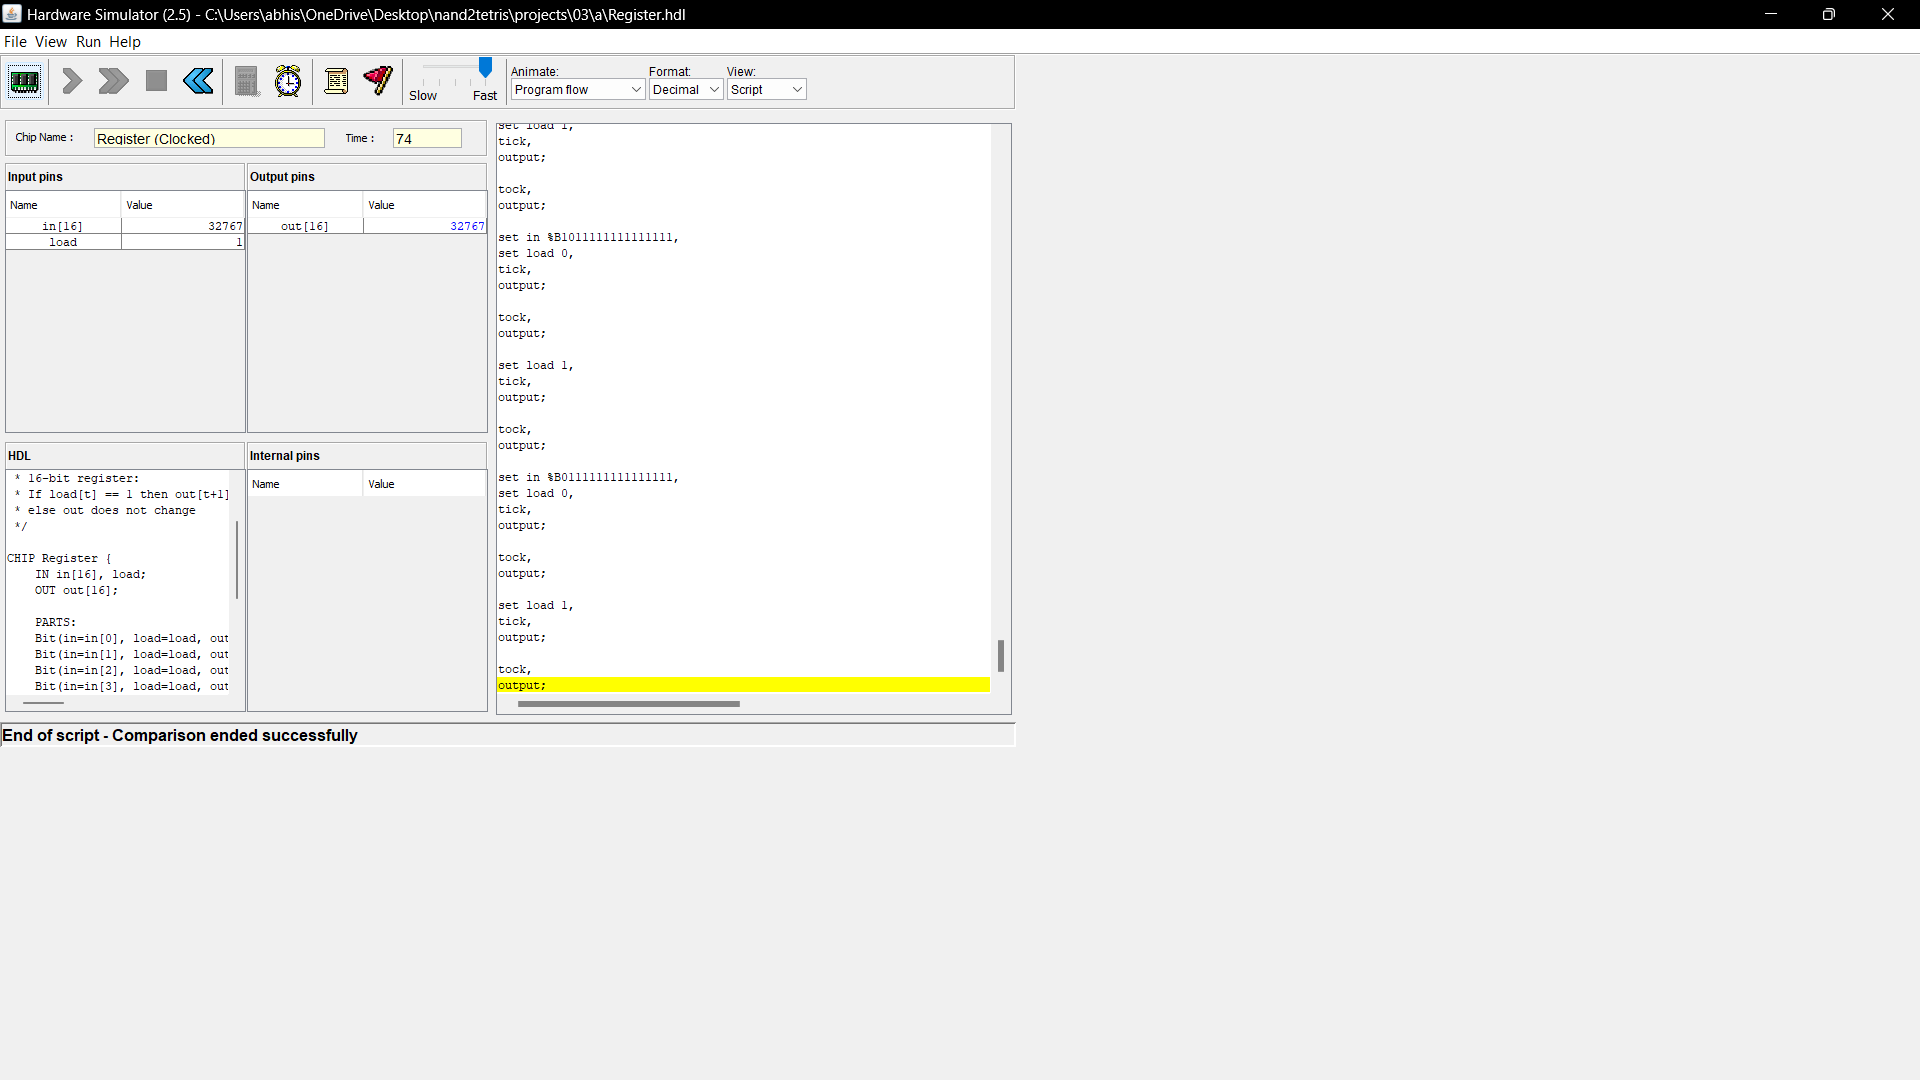 Hardware Simulator (2.5) - C:\Users\abhis\OneDrive\Desktop\nand2tetris\projects\03\a\Register.hdl
File View Run Help
Slow Fast
Animate: Format: View:
Program flow Decimal Script
Chip Name : Register (Clocked) Time : 74
Input pins
Name Value
in[16] 32767
load 1
Output pins
Name Value
out[16] 32767
HDL
* 16-bit register:
* If load[t] == 1 then out[t+1]
* else out does not change
*/
CHIP Register {
IN in[16], load;
OUT out[16];
PARTS:
Bit(in=in[0], load=load, out
Bit(in=in[1], load=load, out
Bit(in=in[2], load=load, out
Bit(in=in[3], load=load, out
Internal pins
Name Value
set load 1,
tick,
output;
tock,
output;
set in %B1011111111111111,
set load 0,
tick,
output;
tock,
output;
set load 1,
tick,
output;
tock,
output;
set in %B0111111111111111,
set load 0,
tick,
output;
tock,
output;
set load 1,
tick,
output;
tock,
output;
End of script - Comparison ended successfully